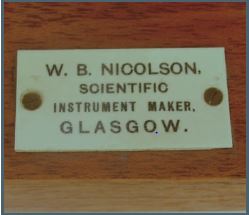 W. B. NICOLSON,
SCIENTIFIC
INSTRUMENT MAKER,
GLASGOW.